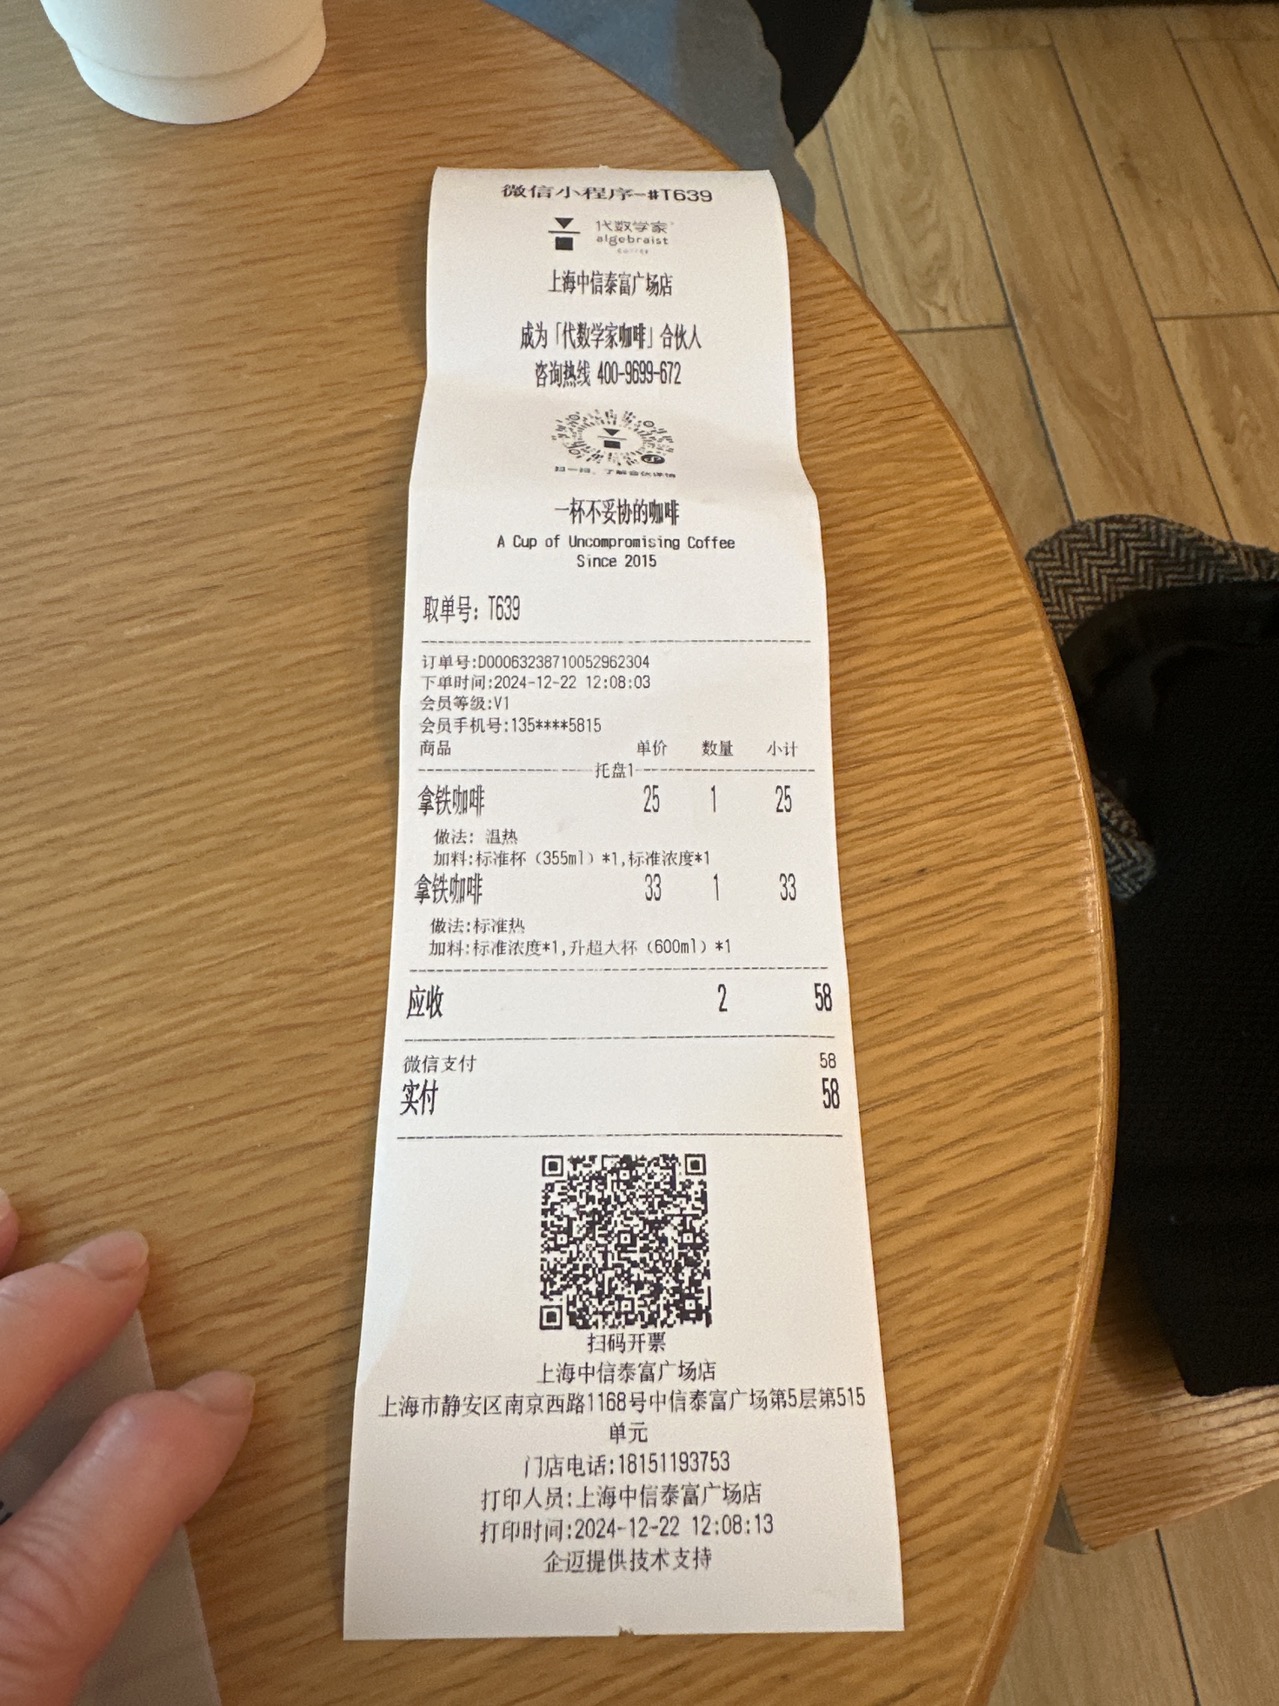 微信小程序-#T639
代数学家
algebraist
上海中信泰富广场店
成为「代数学家咖啡」合伙人
咨询热线 400-9699-672
扫一扫，了解合伙详情
一杯不妥协的咖啡
A Cup of Uncompromising Coffee
Since 2015
取单号: T639
订单号:D00063238710052962304
下单时间:2024-12-22 12:08:03
会员等级:V1
会员手机号:135****5815
商品 单价 数量 小计
托盘1
拿铁咖啡 25 1 25
做法: 温热
加料:标准杯（355ml）*1,标准浓度*1
拿铁咖啡 33 1 33
做法:标准热
加料:标准浓度*1,升超大杯（600ml）*1
应收 2 58
微信支付 58
实付 58
扫码开票
上海中信泰富广场店
上海市静安区南京西路1168号中信泰富广场第5层第515
单元
门店电话:18151193753
打印人员:上海中信泰富广场店
打印时间:2024-12-22 12:08:13
企迈提供技术支持